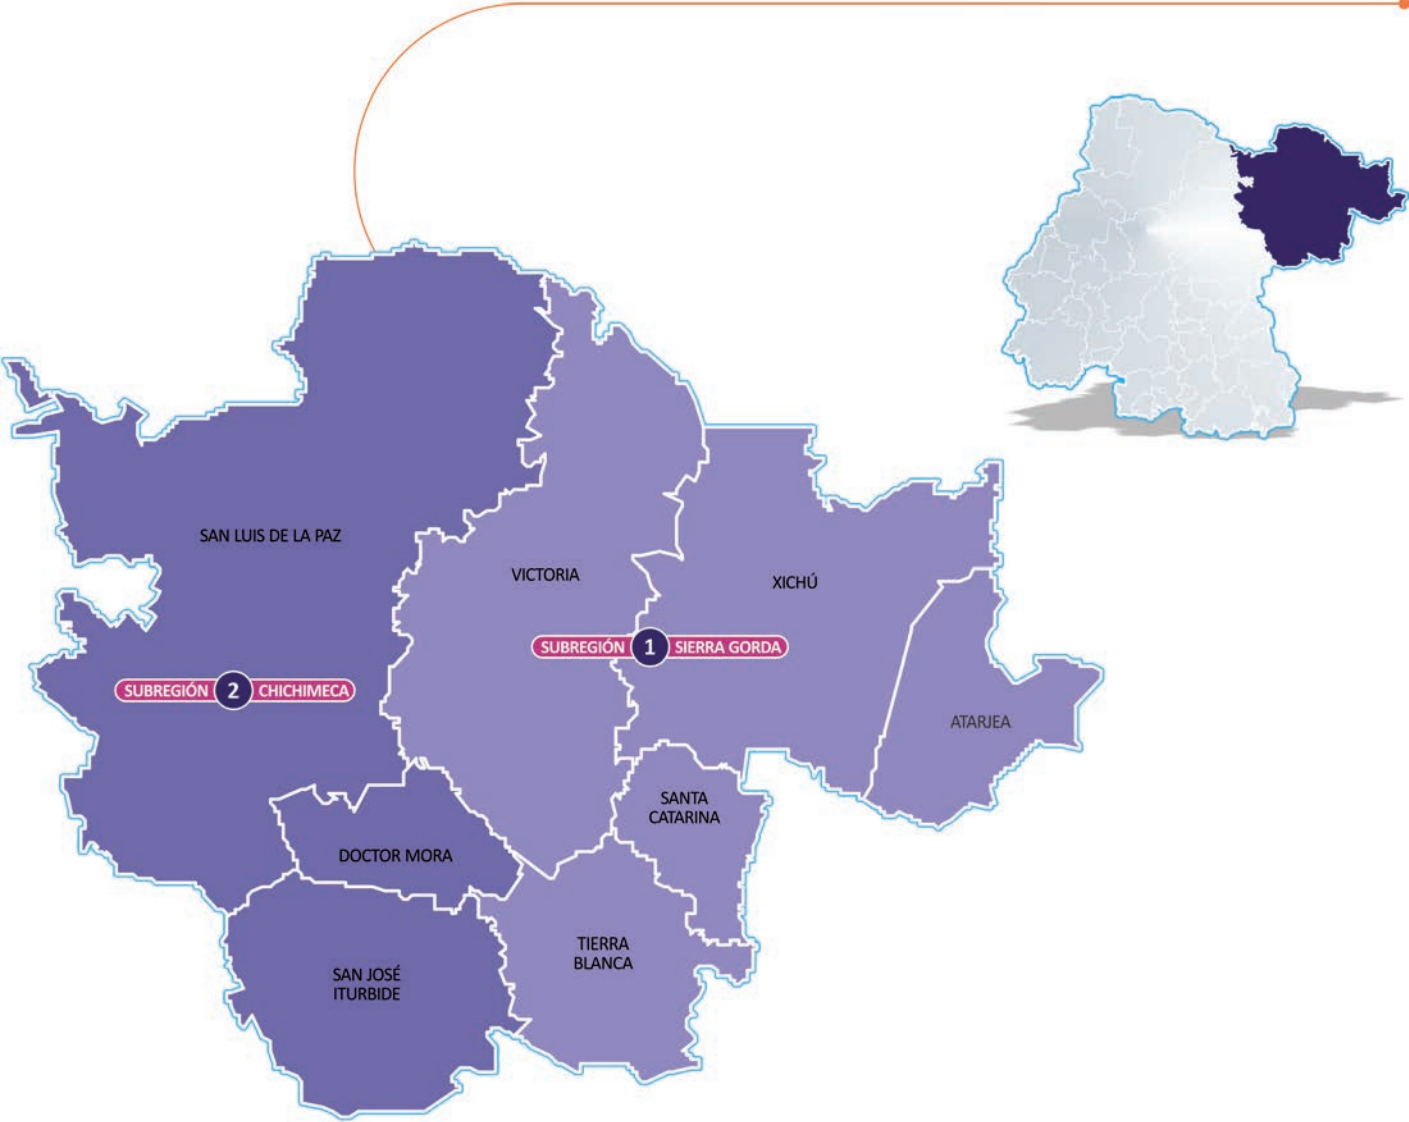 SAN LUIS DE LA PAZ
VICTORIA
XICHÚ
SUBREGIÓN 1 SIERRA GORDA
SUBREGIÓN 2 CHICHIMECA
ATARJEA
SANTA
CATARINA
DOCTOR MORA
TIERRA
BLANCA
SAN JOSÉ
ITURBIDE